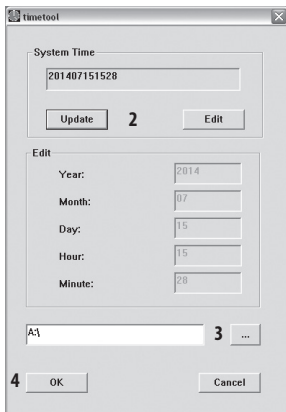 timetool
System Time
201407151528
Update 2 Edit
Edit
Year: 2014
Month: 07
Day: 15
Hour: 15
Minute: 28
A:\ 3 ...
4 OK Cancel